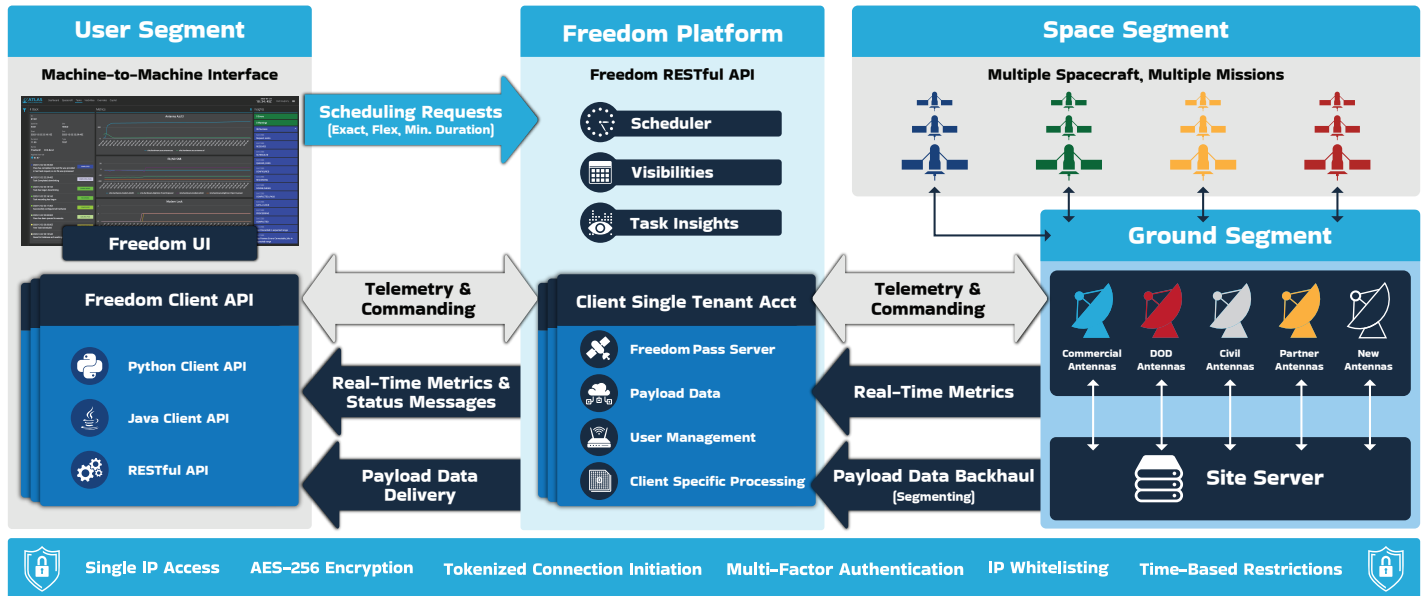 User Segment
Machine-to-Machine Interface
ATLAS
Freedom UI
Freedom Client API
Python Client API
Java Client API
RESTful API
Scheduling Requests
(Exact, Flex, Min. Duration)
Telemetry &
Commanding
Real-Time Metrics &
Status Messages
Payload Data
Delivery
Freedom Platform
Freedom RESTful API
Scheduler
Visibilities
Task Insights
Client Single Tenant Acct
Freedom Pass Server
Payload Data
User Management
Client Specific Processing
Telemetry &
Commanding
Real-Time Metrics
Payload Data Backhaul
(Segmenting)
Space Segment
Multiple Spacecraft, Multiple Missions
Ground Segment
Commercial
Antennas
DOD
Antennas
Civil
Antennas
Partner
Antennas
New
Antennas
Site Server
Single IP Access
AES-256 Encryption
Tokenized Connection Initiation
Multi-Factor Authentication
IP Whitelisting
Time-Based Restrictions